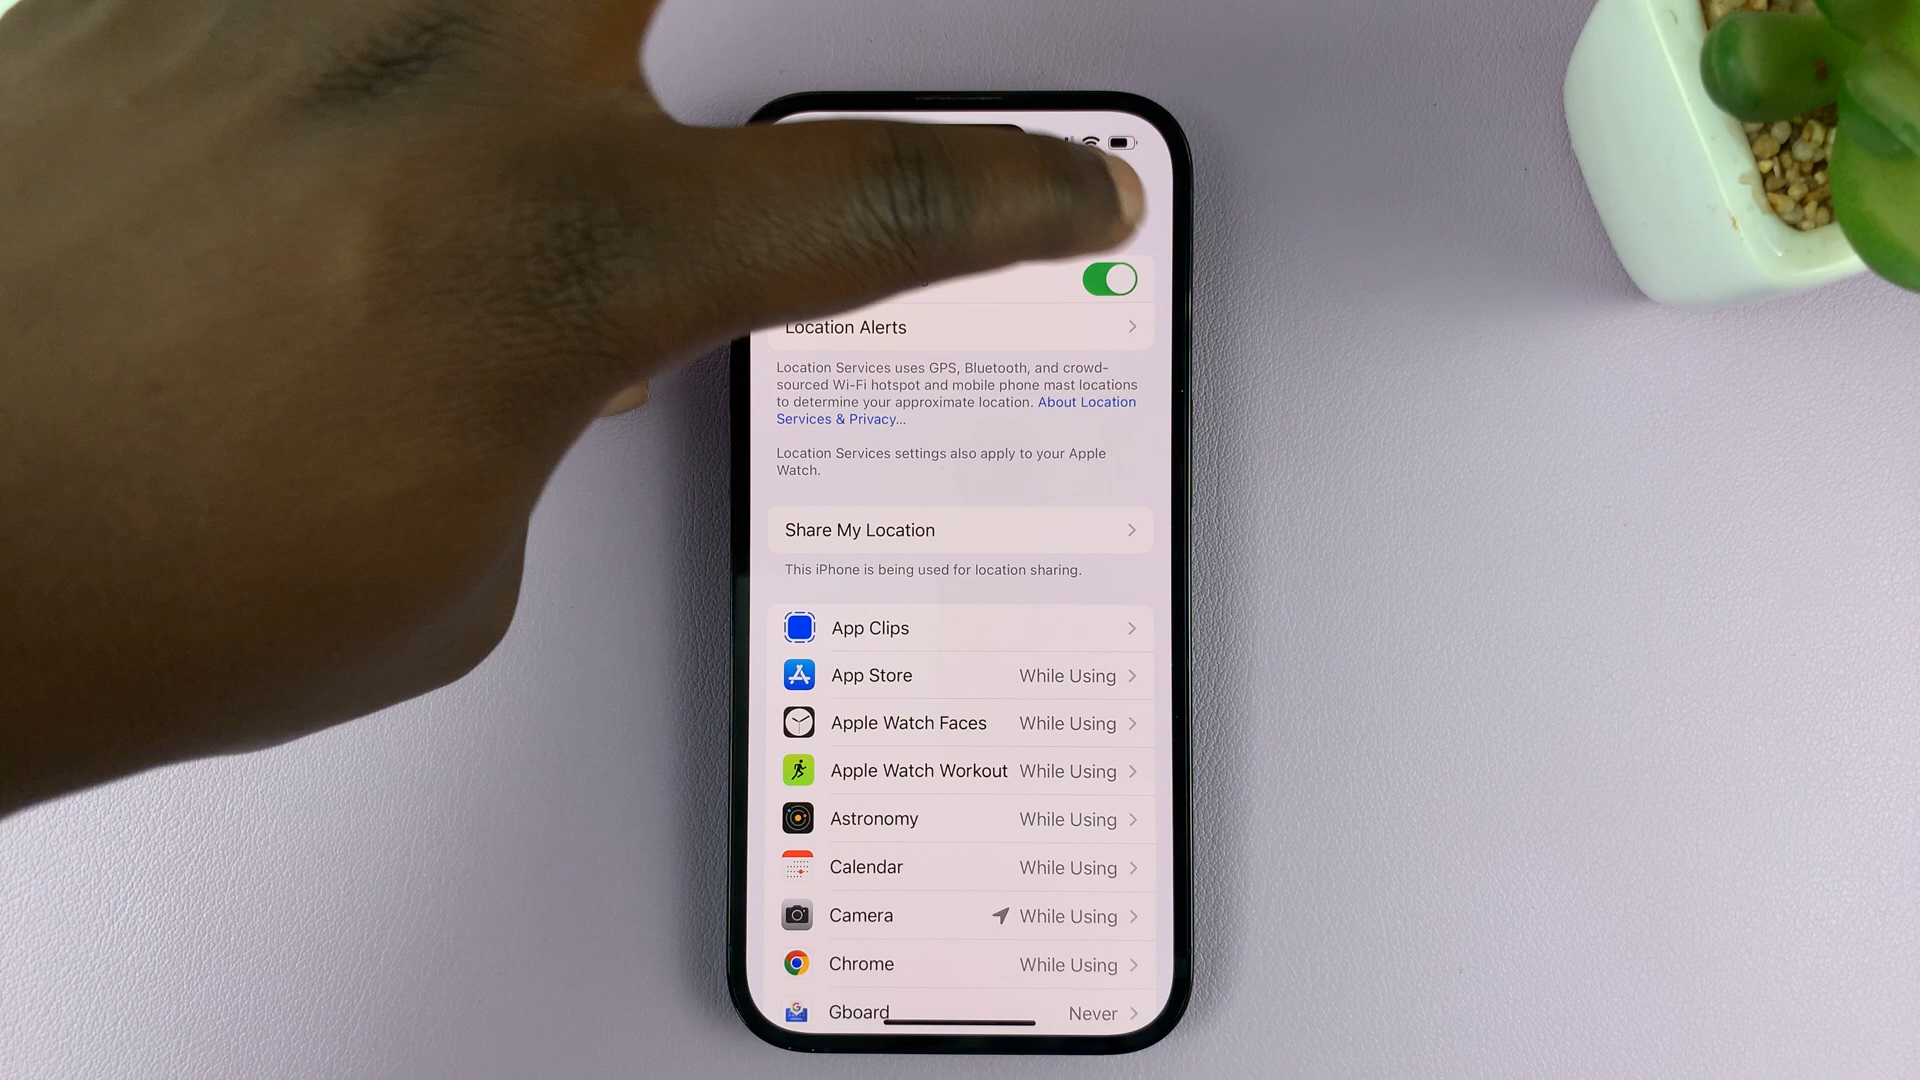 Location Alerts
Location Services uses GPS, Bluetooth, and crowd-
sourced Wi-Fi hotspot and mobile phone mast locations
to determine your approximate location. About Location
Services & Privacy...
Location Services settings also apply to your Apple
Watch.
Share My Location
This iPhone is being used for location sharing.
App Clips
App Store While Using
Apple Watch Faces While Using
Apple Watch Workout While Using
Astronomy While Using
Calendar While Using
Camera While Using
Chrome While Using
Gboard Never